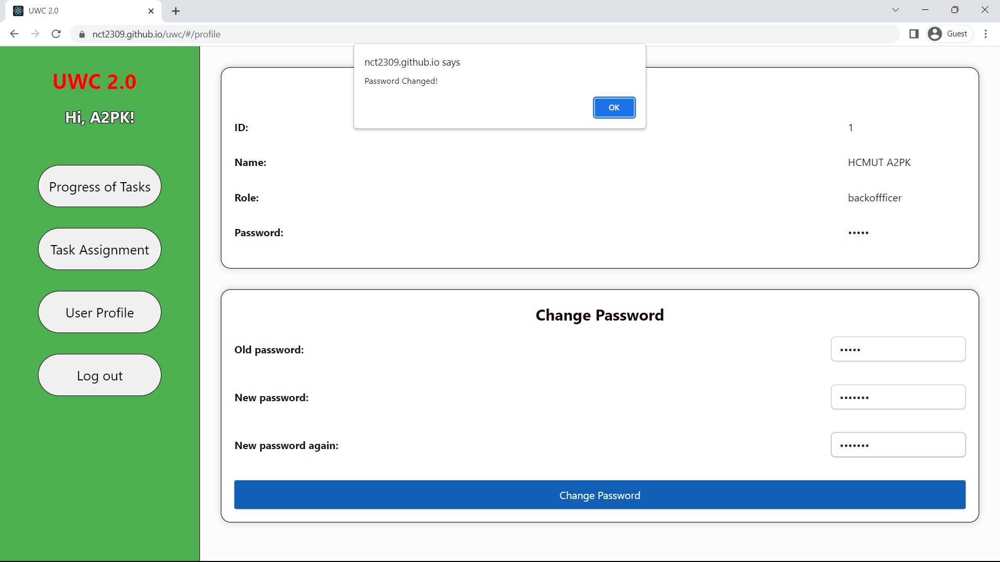 UWC 2.0
nct2309.github.io/uwc/#/profile
Guest
nct2309.github.io says
Password Changed!
OK
UWC 2.0
Hi, A2PK!
Progress of Tasks
Task Assignment
User Profile
Log out
ID: 1
Name: HCMUT A2PK
Role: backoffficer
Password: •••••
Change Password
Old password: •••••
New password: •••••••
New password again: •••••••
Change Password